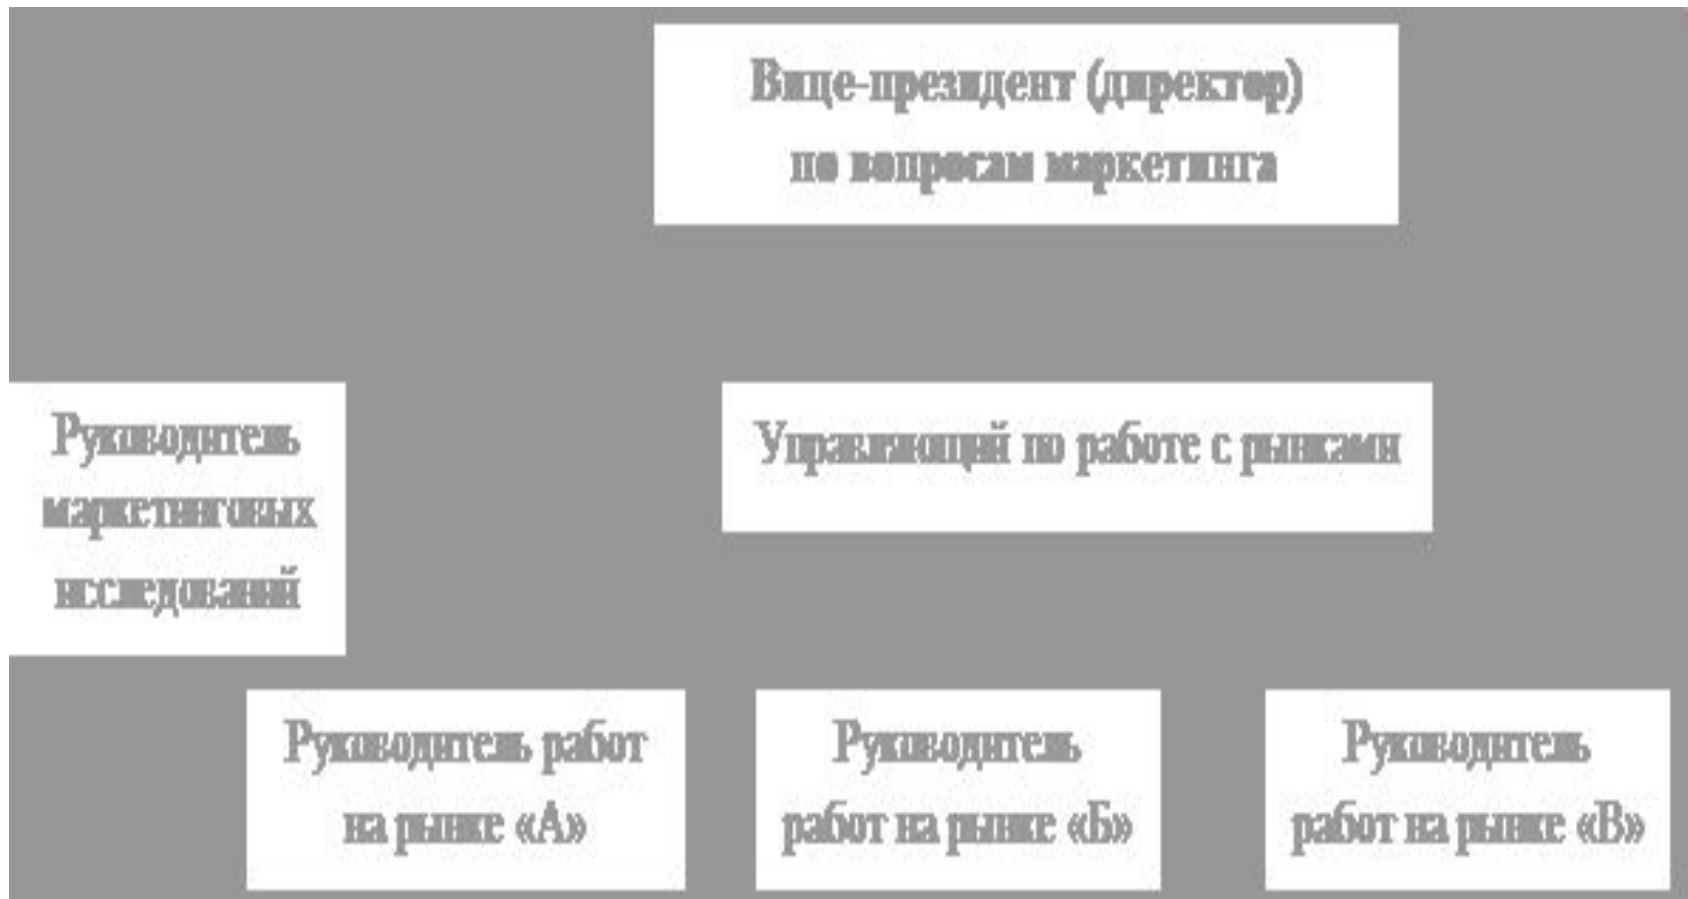 Вице-президент (директор)
по вопросам маркетинга
Руководитель
маркетинговых
исследований
Управляющий по работе с рынками
Руководитель работ
на рынке «А»
Руководитель
работ на рынке «Б»
Руководитель
работ на рынке «В»